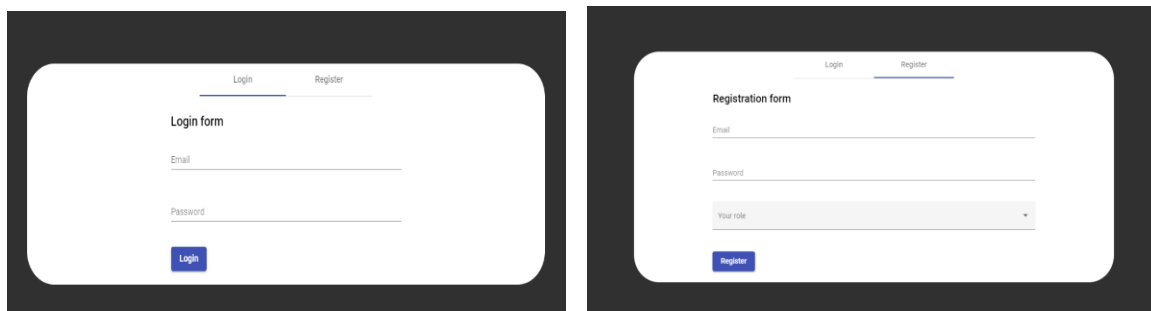 Login Register
Login form
Email
Password
Login
Login Register
Registration form
Email
Password
Your role
Register